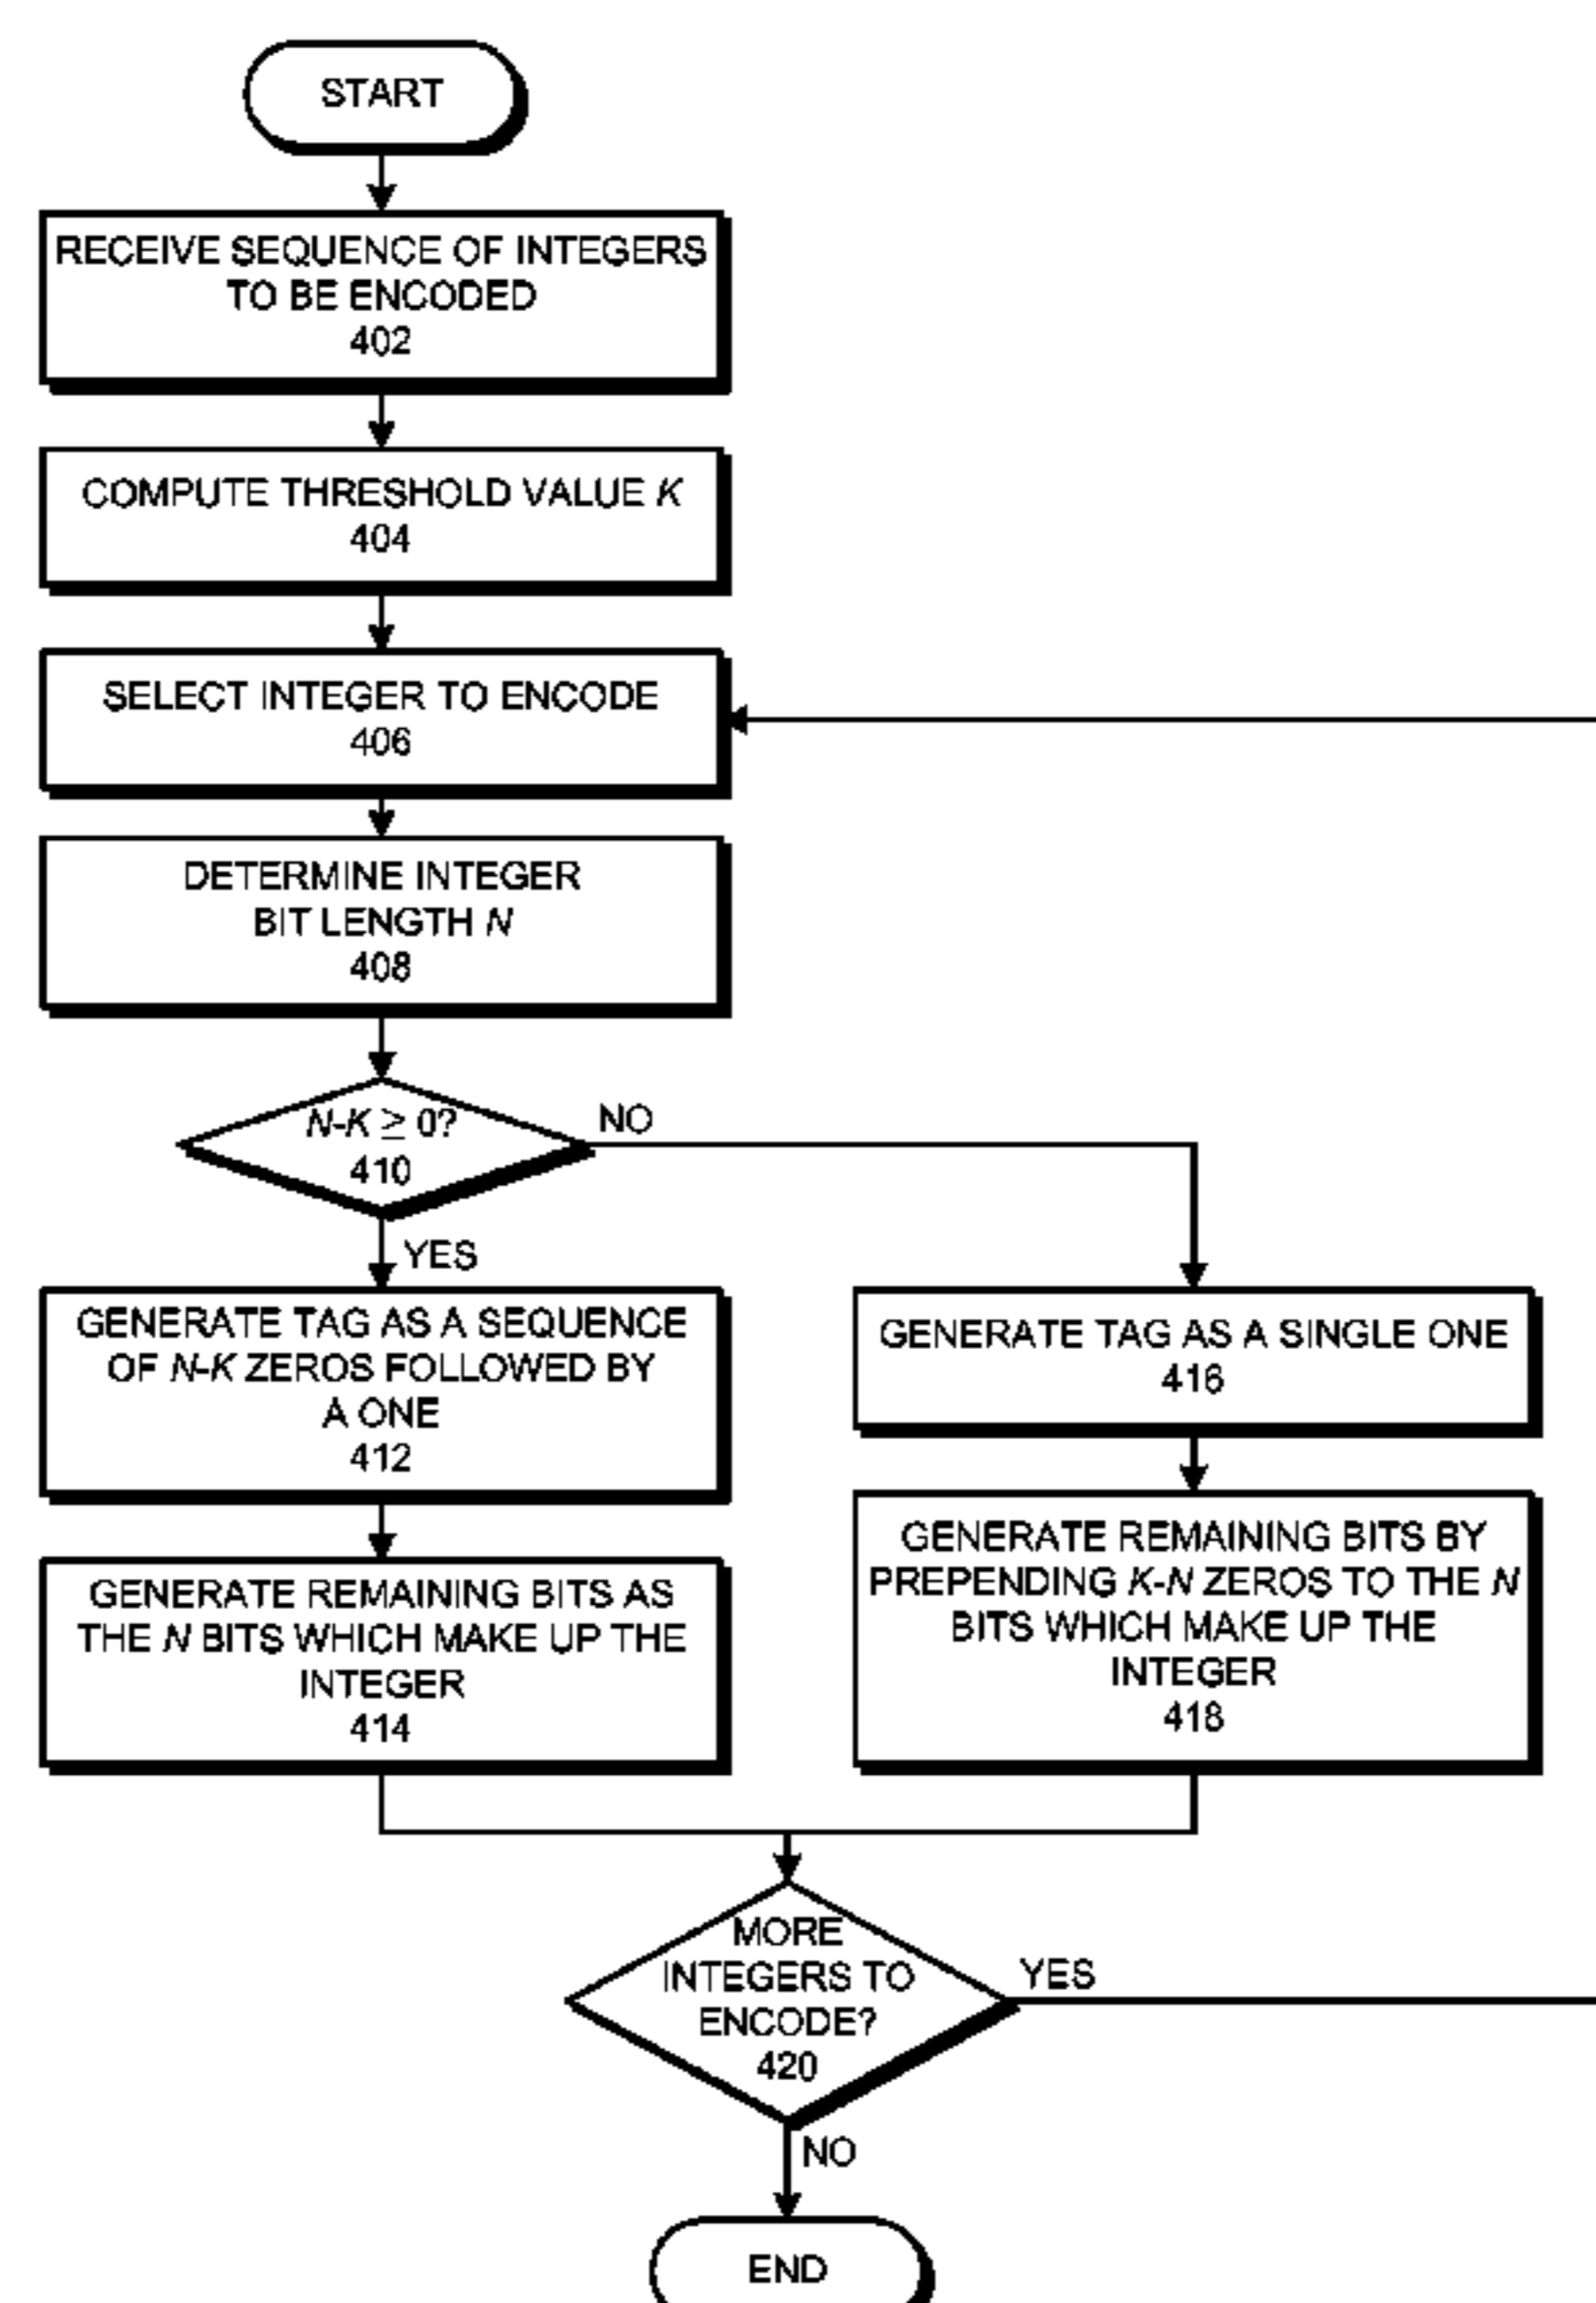 START
RECEIVE SEQUENCE OF INTEGERS
TO BE ENCODED
402
COMPUTE THRESHOLD VALUE K
404
SELECT INTEGER TO ENCODE
406
DETERMINE INTEGER
BIT LENGTH N
408
N-K ≥ 0?
410
NO
YES
GENERATE TAG AS A SEQUENCE
OF N-K ZEROS FOLLOWED BY
A ONE
412
GENERATE TAG AS A SINGLE ONE
416
GENERATE REMAINING BITS AS
THE N BITS WHICH MAKE UP THE
INTEGER
414
GENERATE REMAINING BITS BY
PREPENDING K-N ZEROS TO THE N
BITS WHICH MAKE UP THE
INTEGER
418
MORE
INTEGERS TO
ENCODE?
420
YES
NO
END